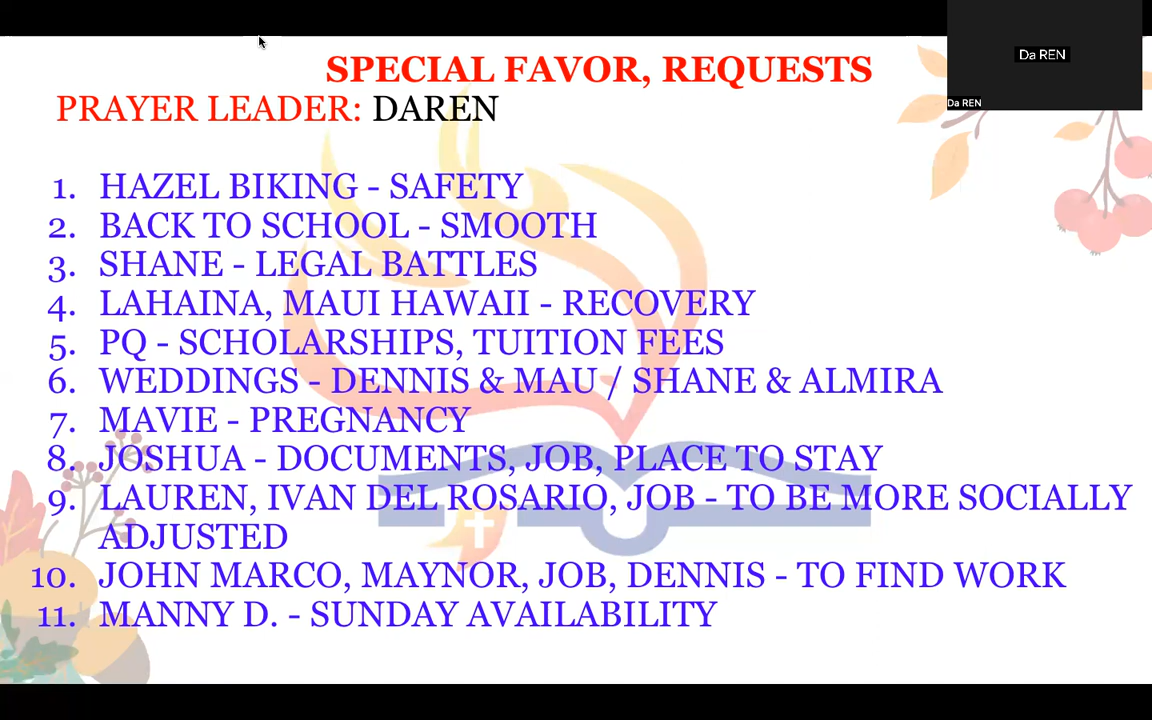 Da REN
Da REN
SPECIAL FAVOR, REQUESTS
PRAYER LEADER: DAREN
1. HAZEL BIKING - SAFETY
2. BACK TO SCHOOL - SMOOTH
3. SHANE - LEGAL BATTLES
4. LAHAINA, MAUI HAWAII - RECOVERY
5. PQ - SCHOLARSHIPS, TUITION FEES
6. WEDDINGS - DENNIS & MAU / SHANE & ALMIRA
7. MAVIE - PREGNANCY
8. JOSHUA - DOCUMENTS, JOB, PLACE TO STAY
9. LAUREN, IVAN DEL ROSARIO, JOB - TO BE MORE SOCIALLY
ADJUSTED
10. JOHN MARCO, MAYNOR, JOB, DENNIS - TO FIND WORK
11. MANNY D. - SUNDAY AVAILABILITY